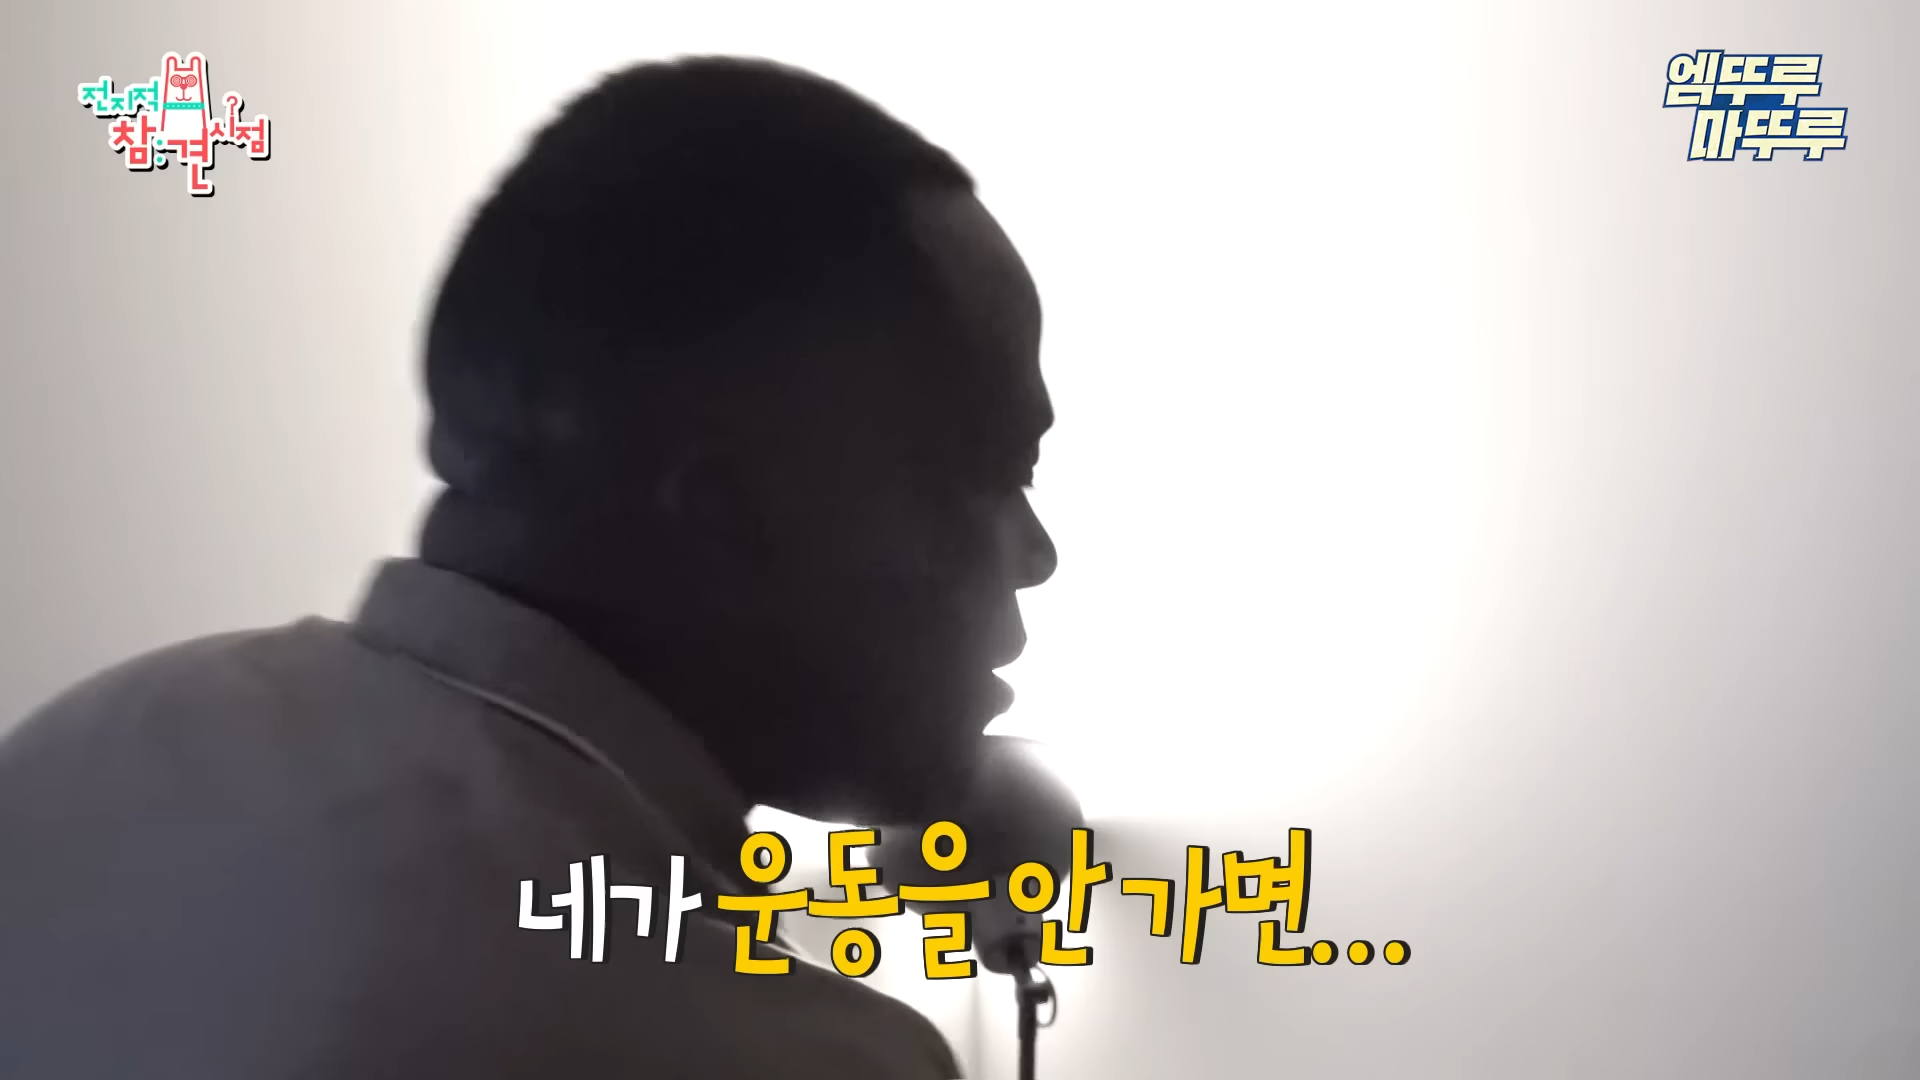 전지적
참견시점
엠뚜루
마뚜루
네가 운동을 안 가면...